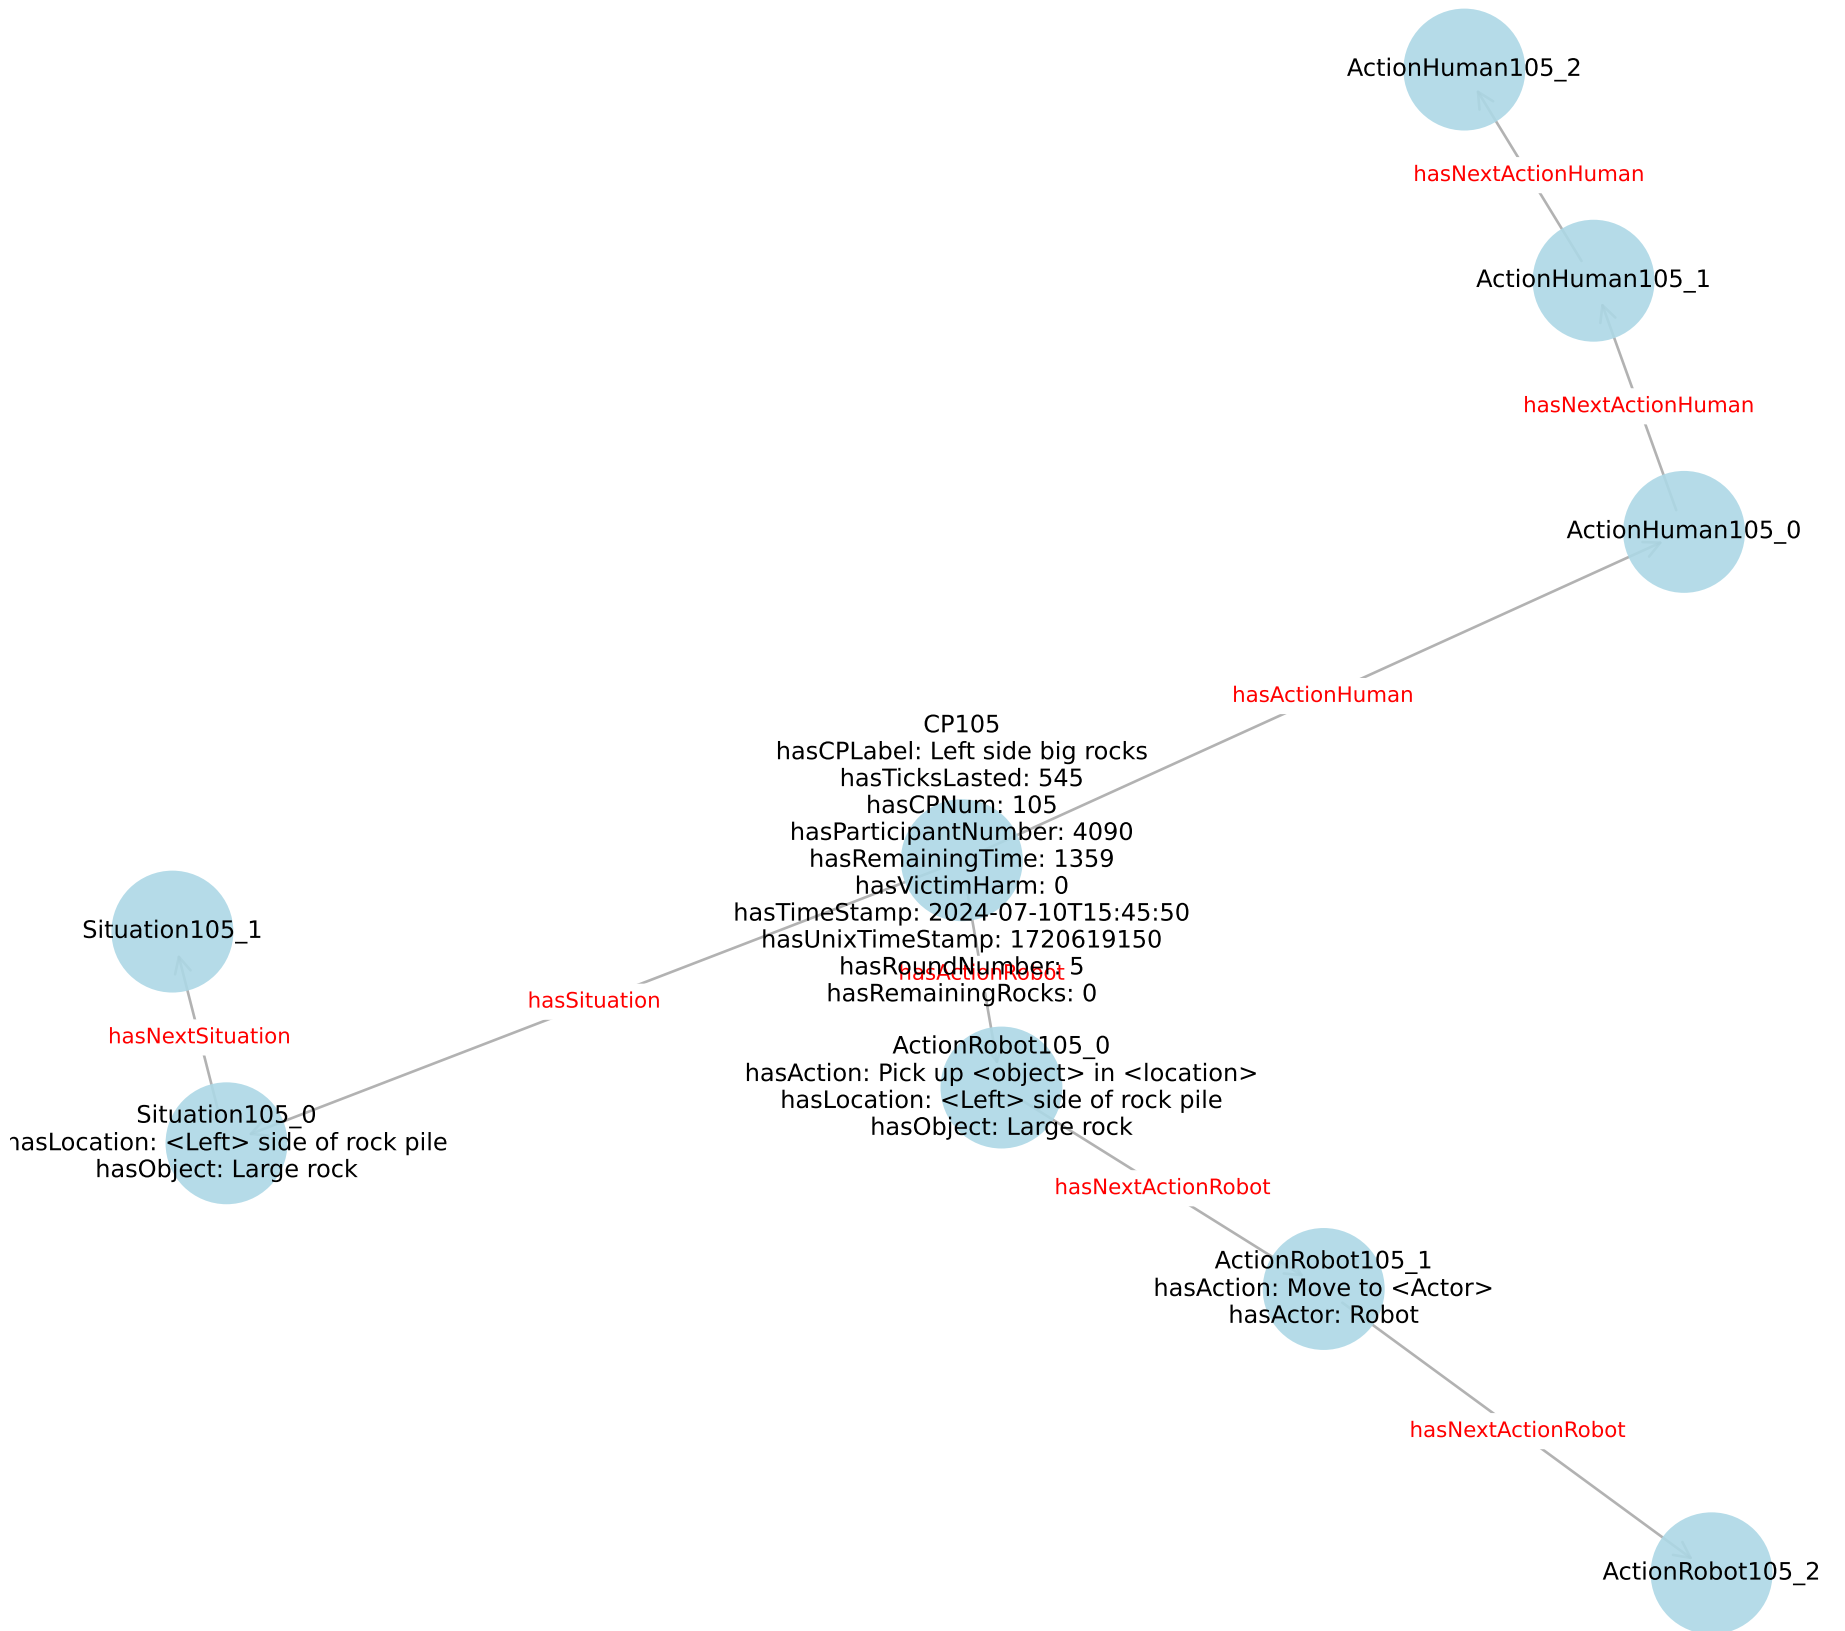 ActionHuman105_2
hasNextActionHuman
ActionHuman105_1
hasNextActionHuman
ActionHuman105_0
hasActionHuman
CP105
hasCPLabel: Left side big rocks
hasTicksLasted: 545
hasCPNum: 105
hasParticipantNumber: 4090
hasRemainingTime: 1359
hasVictimHarm: 0
hasTimeStamp: 2024-07-10T15:45:50
hasUnixTimeStamp: 1720619150
hasRoundNumber: 5
hasActionRobot
hasRemainingRocks: 0
Situation105_1
hasSituation
hasNextSituation
Situation105_0
hasLocation: <Left> side of rock pile
hasObject: Large rock
ActionRobot105_0
hasAction: Pick up <object> in <location>
hasLocation: <Left> side of rock pile
hasObject: Large rock
hasNextActionRobot
ActionRobot105_1
hasAction: Move to <Actor>
hasActor: Robot
hasNextActionRobot
ActionRobot105_2